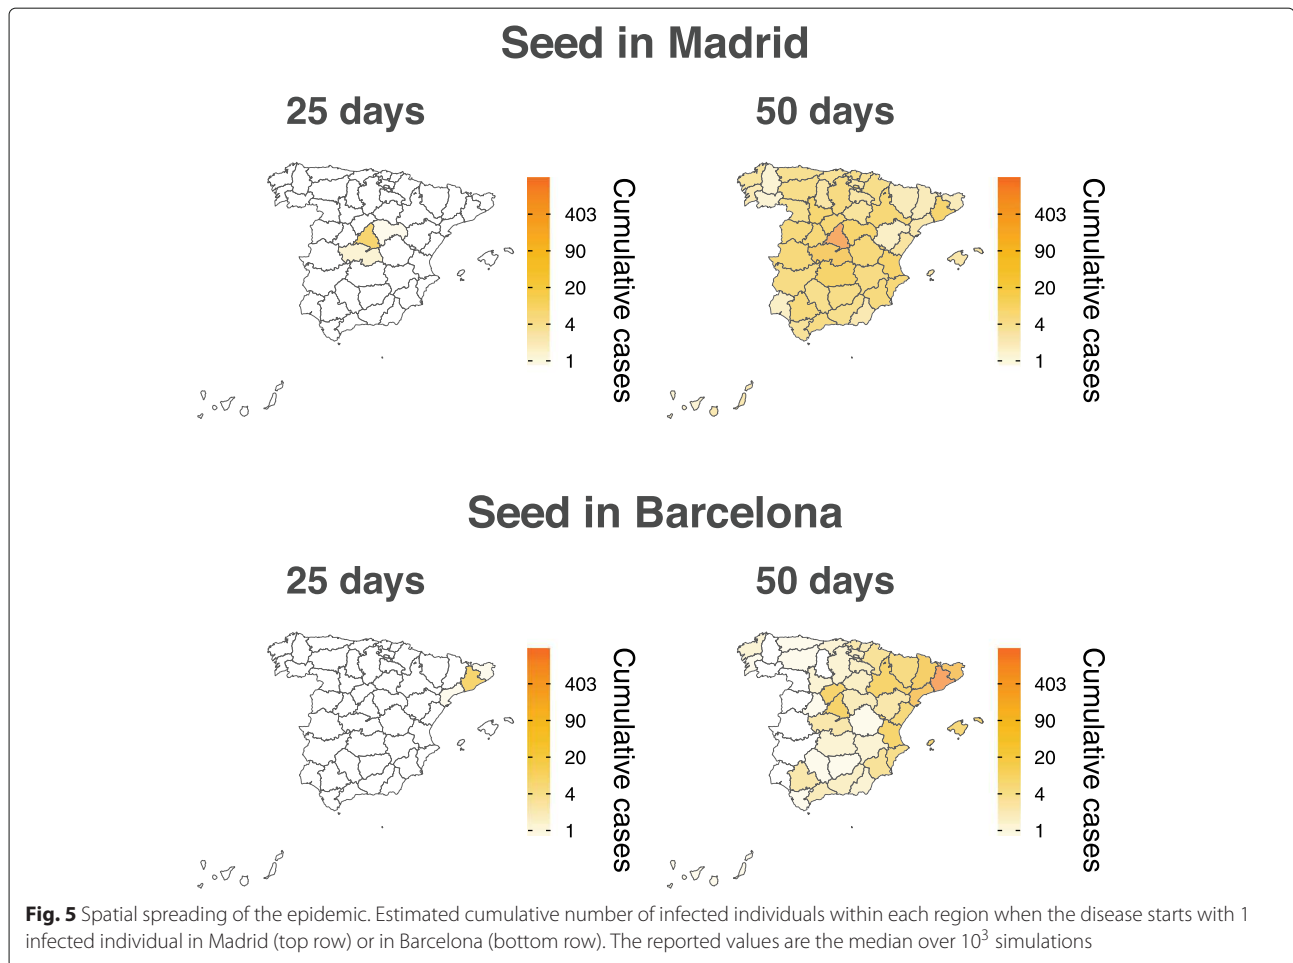 Seed in Madrid
25 days
50 days
403
90
20
4
1
Cumulative cases
403
90
20
4
1
Cumulative cases
Seed in Barcelona
25 days
50 days
403
90
20
4
1
Cumulative cases
403
90
20
4
1
Cumulative cases
Fig. 5 Spatial spreading of the epidemic. Estimated cumulative number of infected individuals within each region when the disease starts with 1
infected individual in Madrid (top row) or in Barcelona (bottom row). The reported values are the median over 10³ simulations